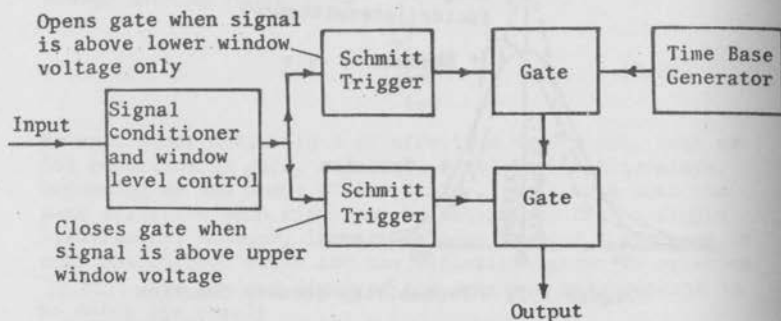 Opens gate when signal
is above lower window
voltage only
Schmitt
Trigger
Gate
Time Base
Generator
Input
Signal
conditioner
and window
level control
Schmitt
Trigger
Gate
Closes gate when
signal is above upper
window voltage
Output